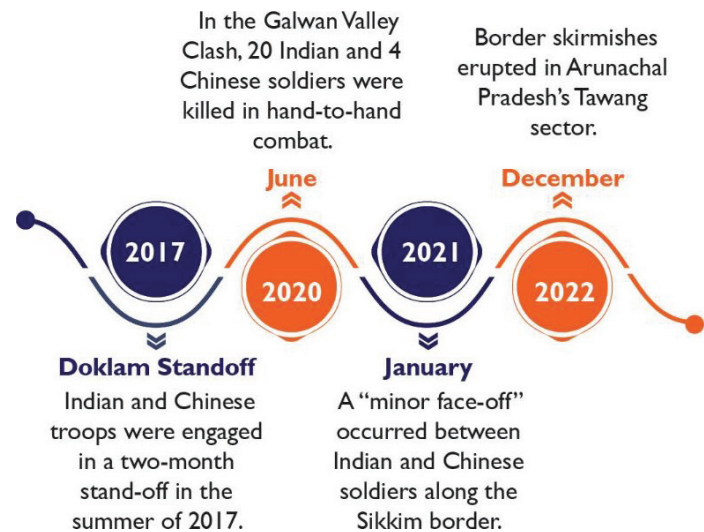 In the Galwan Valley
Clash, 20 Indian and 4
Chinese soldiers were
killed in hand-to-hand
combat.
June
Border skirmishes
erupted in Arunachal
Pradesh’s Tawang
sector.
December
2017
2020
2021
2022
Doklam Standoff
Indian and Chinese
troops were engaged
in a two-month
stand-off in the
summer of 2017.
January
A “minor face-off”
occurred between
Indian and Chinese
soldiers along the
Sikkim border.